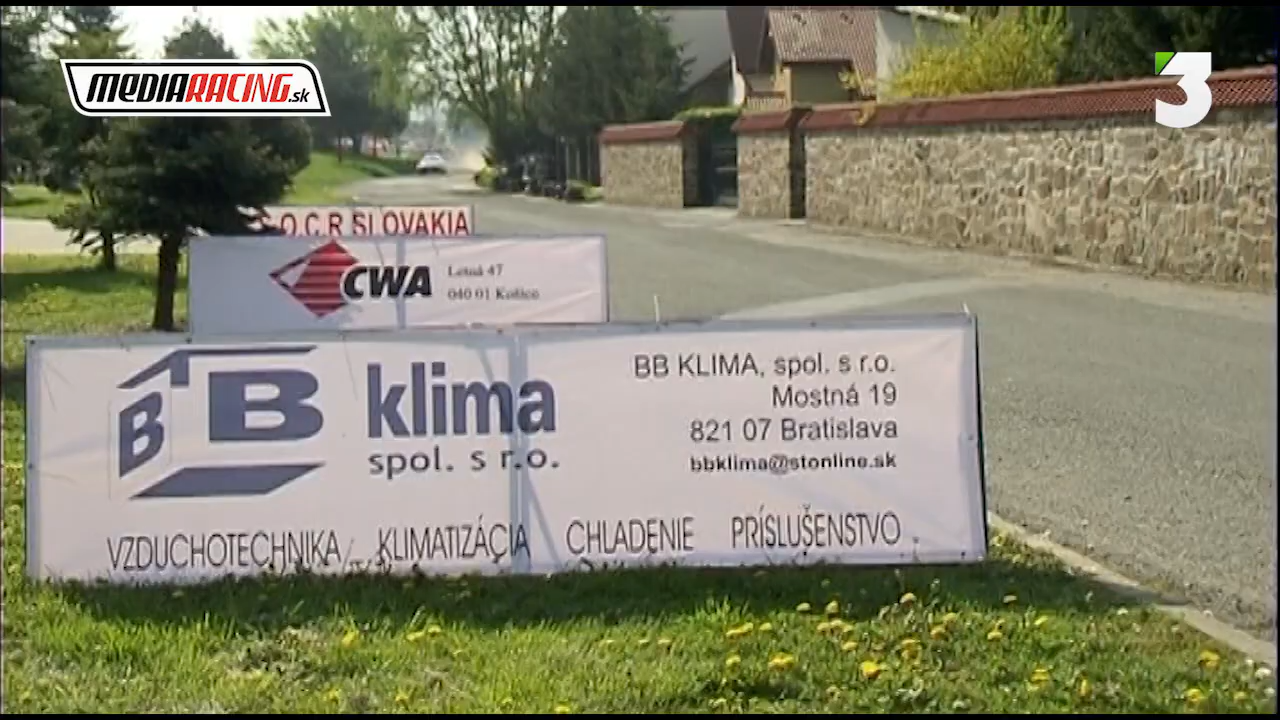 MEDIARACING.sk
3
O.C.R SLOVAKIA
CWA
Letná 47
040 01 Košice
BB klima
spol. s r.o.
BB KLIMA, spol. s r.o.
Mostná 19
821 07 Bratislava
bbklima@stonline.sk
VZDUCHOTECHNIKA KLIMATIZÁCIA CHLADENIE PRÍSLUŠENSTVO